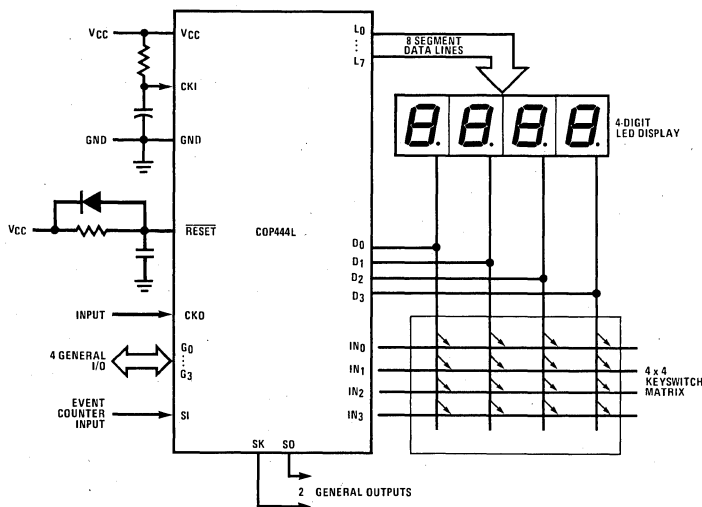 VCC
VCC
L0
⋮
L7
8 SEGMENT
DATA LINES
CKI
GND
GND
4-DIGIT
LED DISPLAY
VCC
RESET
COP444L
D0
D1
D2
D3
INPUT
CKO
4 GENERAL
I/O
G0
⋮
G3
EVENT
COUNTER
INPUT
SI
IN0
IN1
IN2
IN3
4 x 4
KEYSWITCH
MATRIX
SK
SO
2 GENERAL OUTPUTS